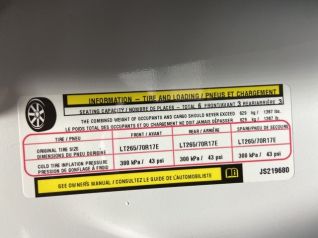 INFORMATION - TIRE AND LOADING / PNEUS ET CHARGEMENT
SEATING CAPACITY / NOMBRE DE PLACES - TOTAL 6 FRONT/AVANT 3 REAR/ARRIÈRE 3
THE COMBINED WEIGHT OF OCCUPANTS AND CARGO SHOULD NEVER EXCEED 629 kg / 1387 lbs.
LE POIDS TOTAL DES OCCUPANTS ET DU CHARGEMENT NE DOIT JAMAIS DÉPASSER 629 kg / 1387 lb.
TIRE / PNEU FRONT / AVANT REAR / ARRIÈRE SPARE/PNEU DE SECOURS
ORIGINAL TIRE SIZE
DIMENSIONS DU PNEU D'ORIGINE LT265/70R17E LT265/70R17E LT265/70R17E
COLD TIRE INFLATION PRESSURE
PRESSION DE GONFLAGE À FROID 300 kPa / 43 psi 300 kPa / 43 psi 300 kPa / 43 psi
SEE OWNER'S MANUAL / CONSULTEZ LE GUIDE DE L'AUTOMOBILISTE
JS219680